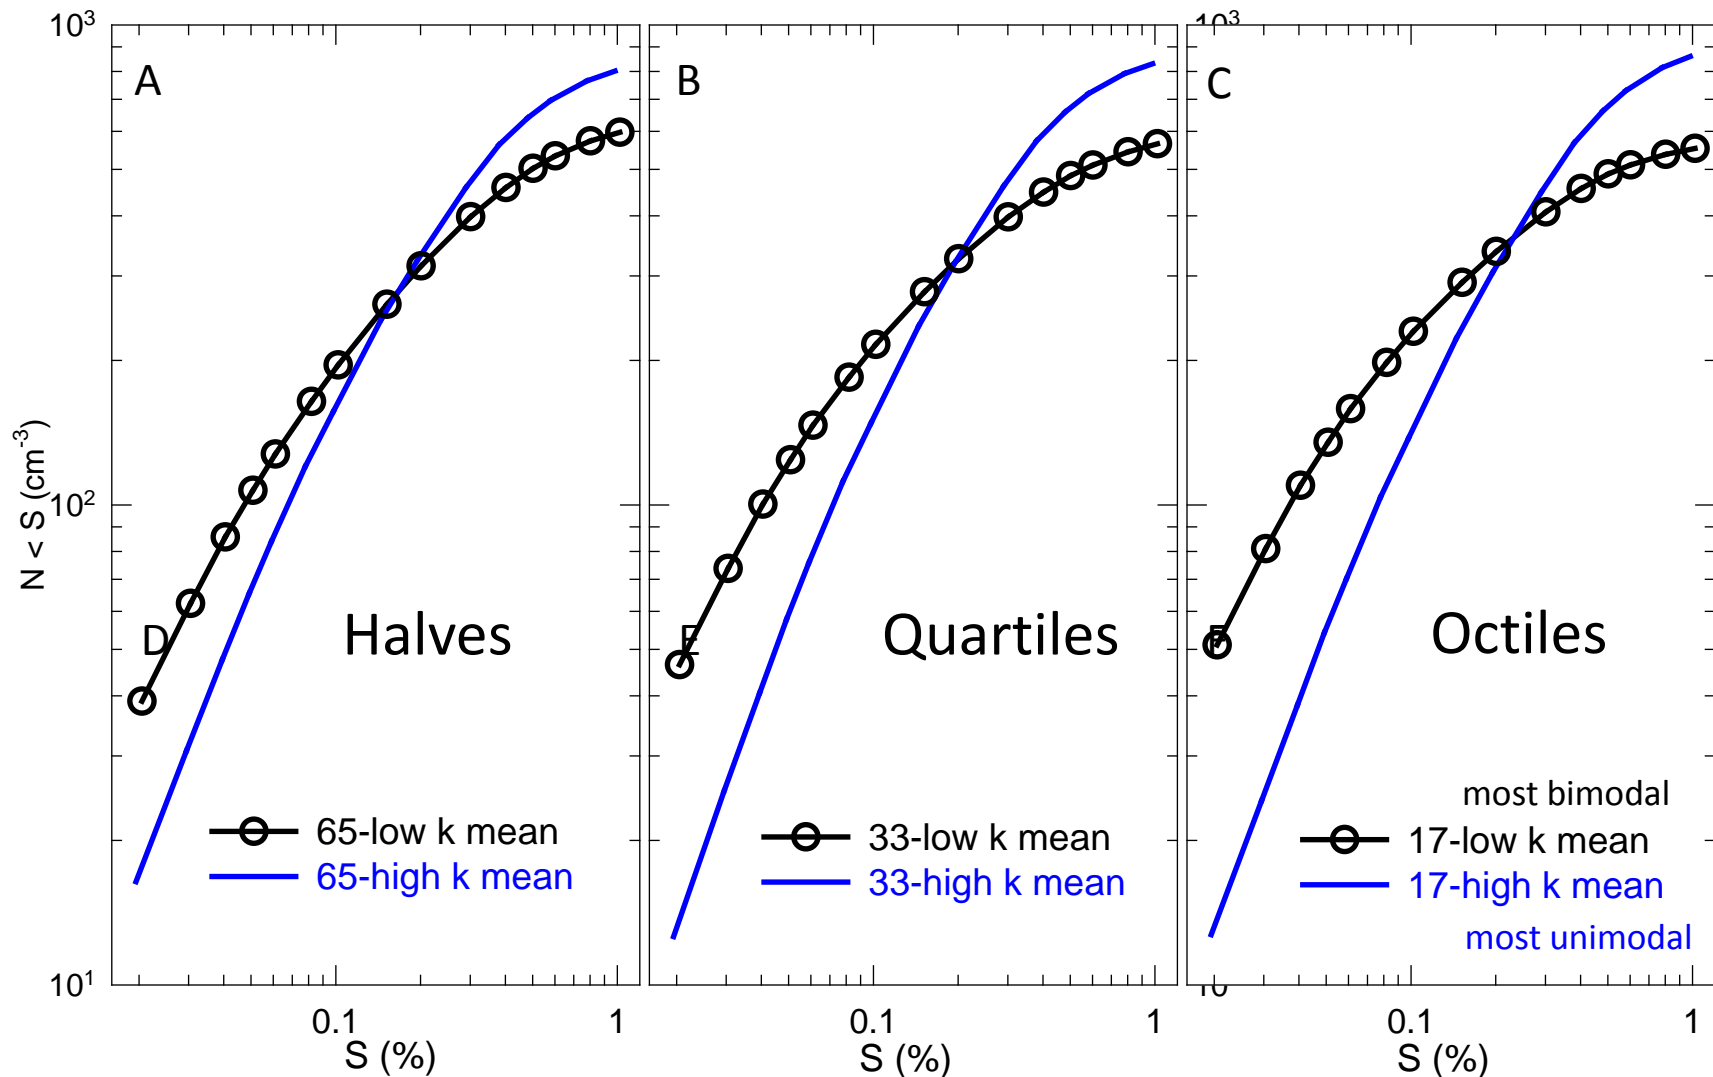 10³
10³
A
B
C
N < S (cm⁻³)
10²
D
Halves
E
Quartiles
F
Octiles
65-low k mean
65-high k mean
33-low k mean
33-high k mean
most bimodal
17-low k mean
17-high k mean
most unimodal
10¹
10
0.1
1
0.1
1
0.1
1
S (%)
S (%)
S (%)